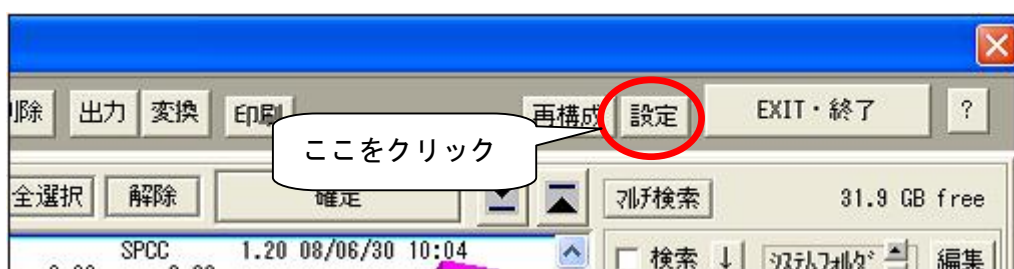 削除 出力 変換 印刷 再構成 設定 EXIT・終了 ?
ここをクリック
全選択 解除 確定 ﾏﾙﾁ検索 31.9 GB free
SPCC 1.20 08/06/30 10:04 検索 ↓ ｼｽﾃﾑﾌｫﾙﾀﾞ 編集